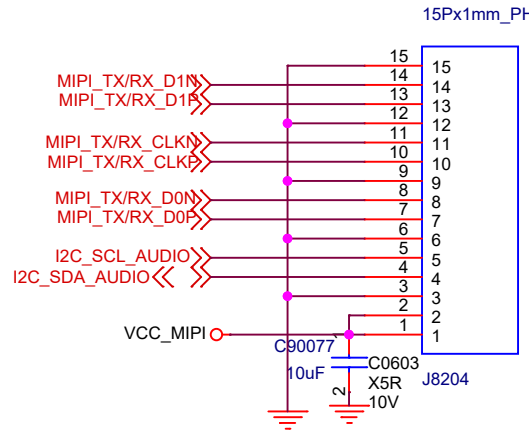 15Px1mm_PH
15 15
MIPI_TX/RX_D1N 14 14
MIPI_TX/RX_D1P 13 13
12 12
MIPI_TX/RX_CLKN 11 11
MIPI_TX/RX_CLKP 10 10
9 9
MIPI_TX/RX_D0N 8 8
MIPI_TX/RX_D0P 7 7
6 6
I2C_SCL_AUDIO 5 5
I2C_SDA_AUDIO 4 4
3 3
2 2
VCC_MIPI 1 1
1
C90077
C0603
10uF
X5R
J8204
2
10V